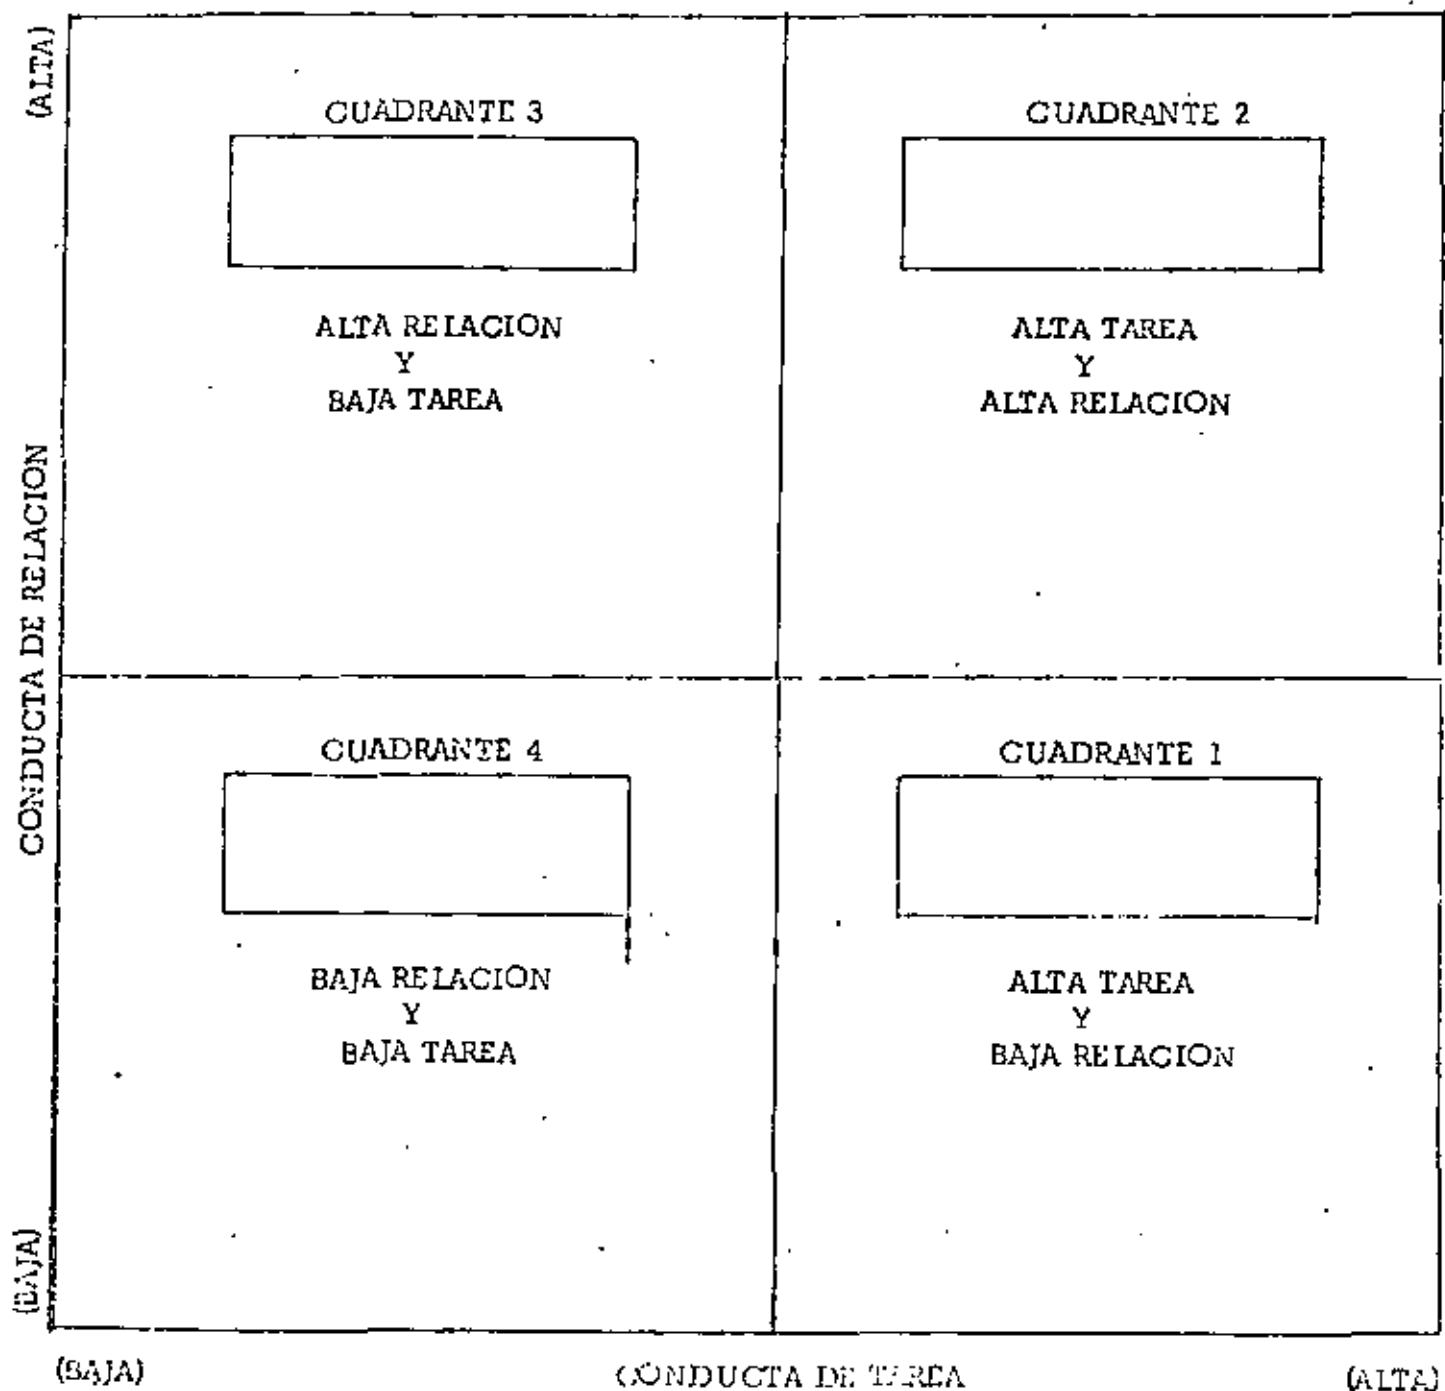 (ALTA)
CUADRANTE 3
ALTA RELACION
Y
BAJA TAREA
CUADRANTE 2
ALTA TAREA
Y
ALTA RELACION
CONDUCTA DE RELACION
CUADRANTE 4
BAJA RELACION
Y
BAJA TAREA
CUADRANTE 1
ALTA TAREA
Y
BAJA RELACION
(BAJA)
(BAJA) CONDUCTA DE TAREA (ALTA)